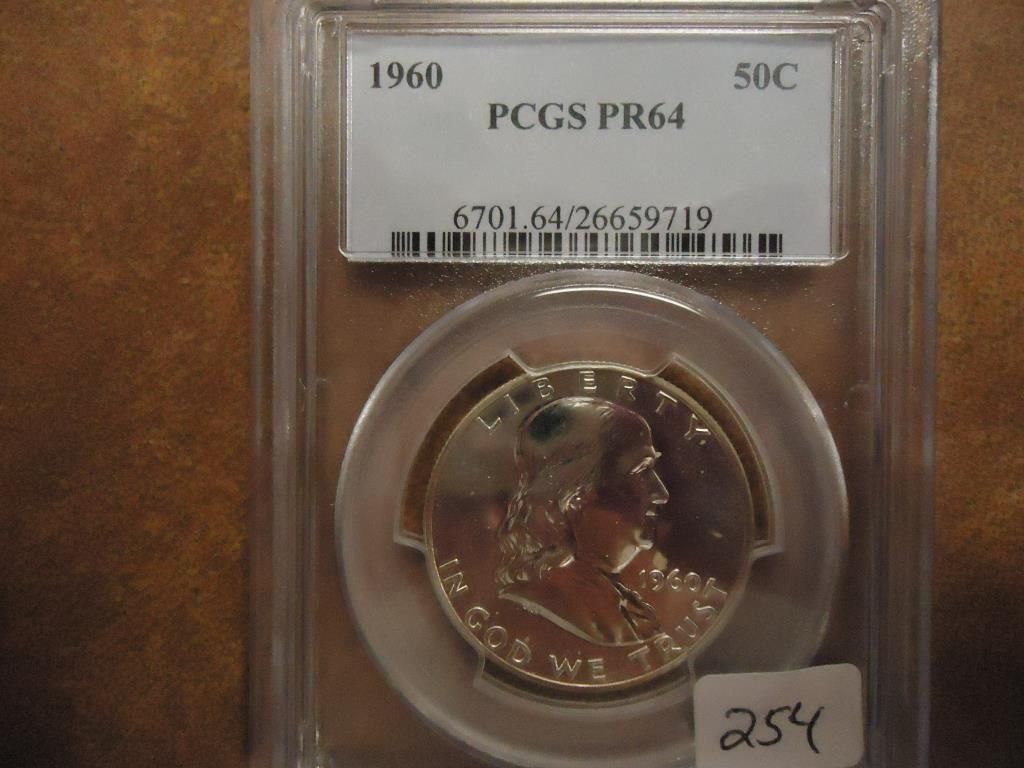 1960 50C
PCGS PR64
6701.64/26659719
LIBERTY
1960
IN GOD WE TRUST
254